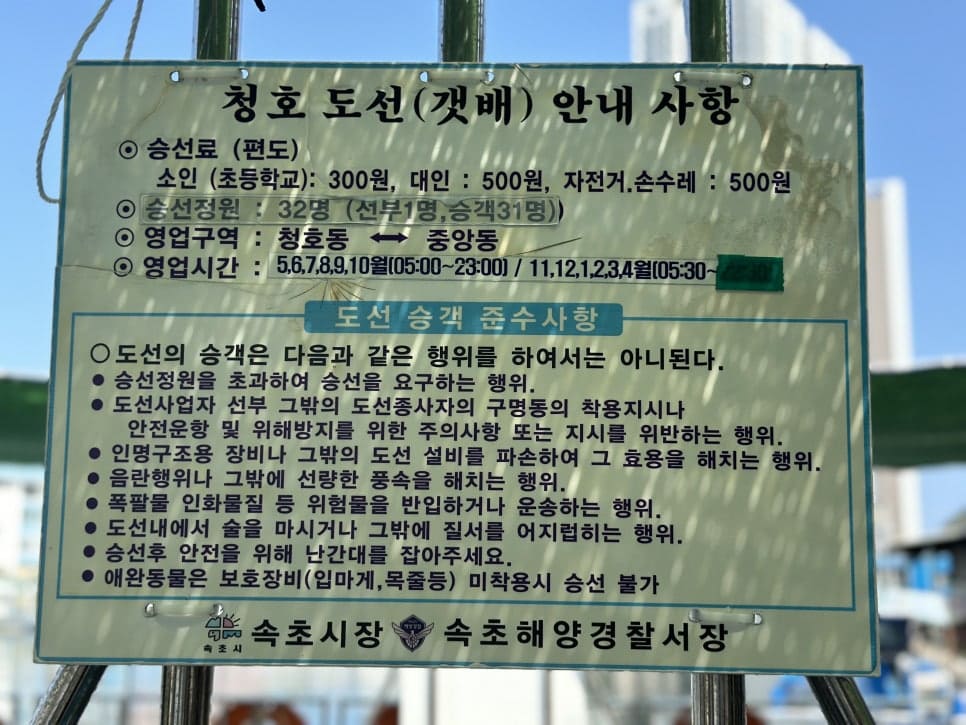 청호 도선(갯배) 안내 사항
⊙ 승선료 (편도)
소인 (초등학교): 300원, 대인 : 500원, 자전거.손수레 : 500원
⊙ 승선정원 : 32명 (선부1명,승객31명))
⊙ 영업구역 : 청호동 ↔ 중앙동
⊙ 영업시간 : 5,6,7,8,9,10월(05:00~23:00) / 11,12,1,2,3,4월(05:30~
도선 승객 준수사항
○도선의 승객은 다음과 같은 행위를 하여서는 아니된다.
● 승선정원을 초과하여 승선을 요구하는 행위.
● 도선사업자 선부 그밖의 도선종사자의 구명동의 착용지시나
안전운항 및 위해방지를 위한 주의사항 또는 지시를 위반하는 행위.
● 인명구조용 장비나 그밖의 도선 설비를 파손하여 그 효용을 해치는 행위.
● 음란행위나 그밖에 선량한 풍속을 해치는 행위.
● 폭팔물 인화물질 등 위험물을 반입하거나 운송하는 행위.
● 도선내에서 술을 마시거나 그밖에 질서를 어지럽히는 행위.
● 승선후 안전을 위해 난간대를 잡아주세요.
● 애완동물은 보호장비(입마게,목줄등) 미착용시 승선 불가
속초시 속초시장 속초해양경찰서장